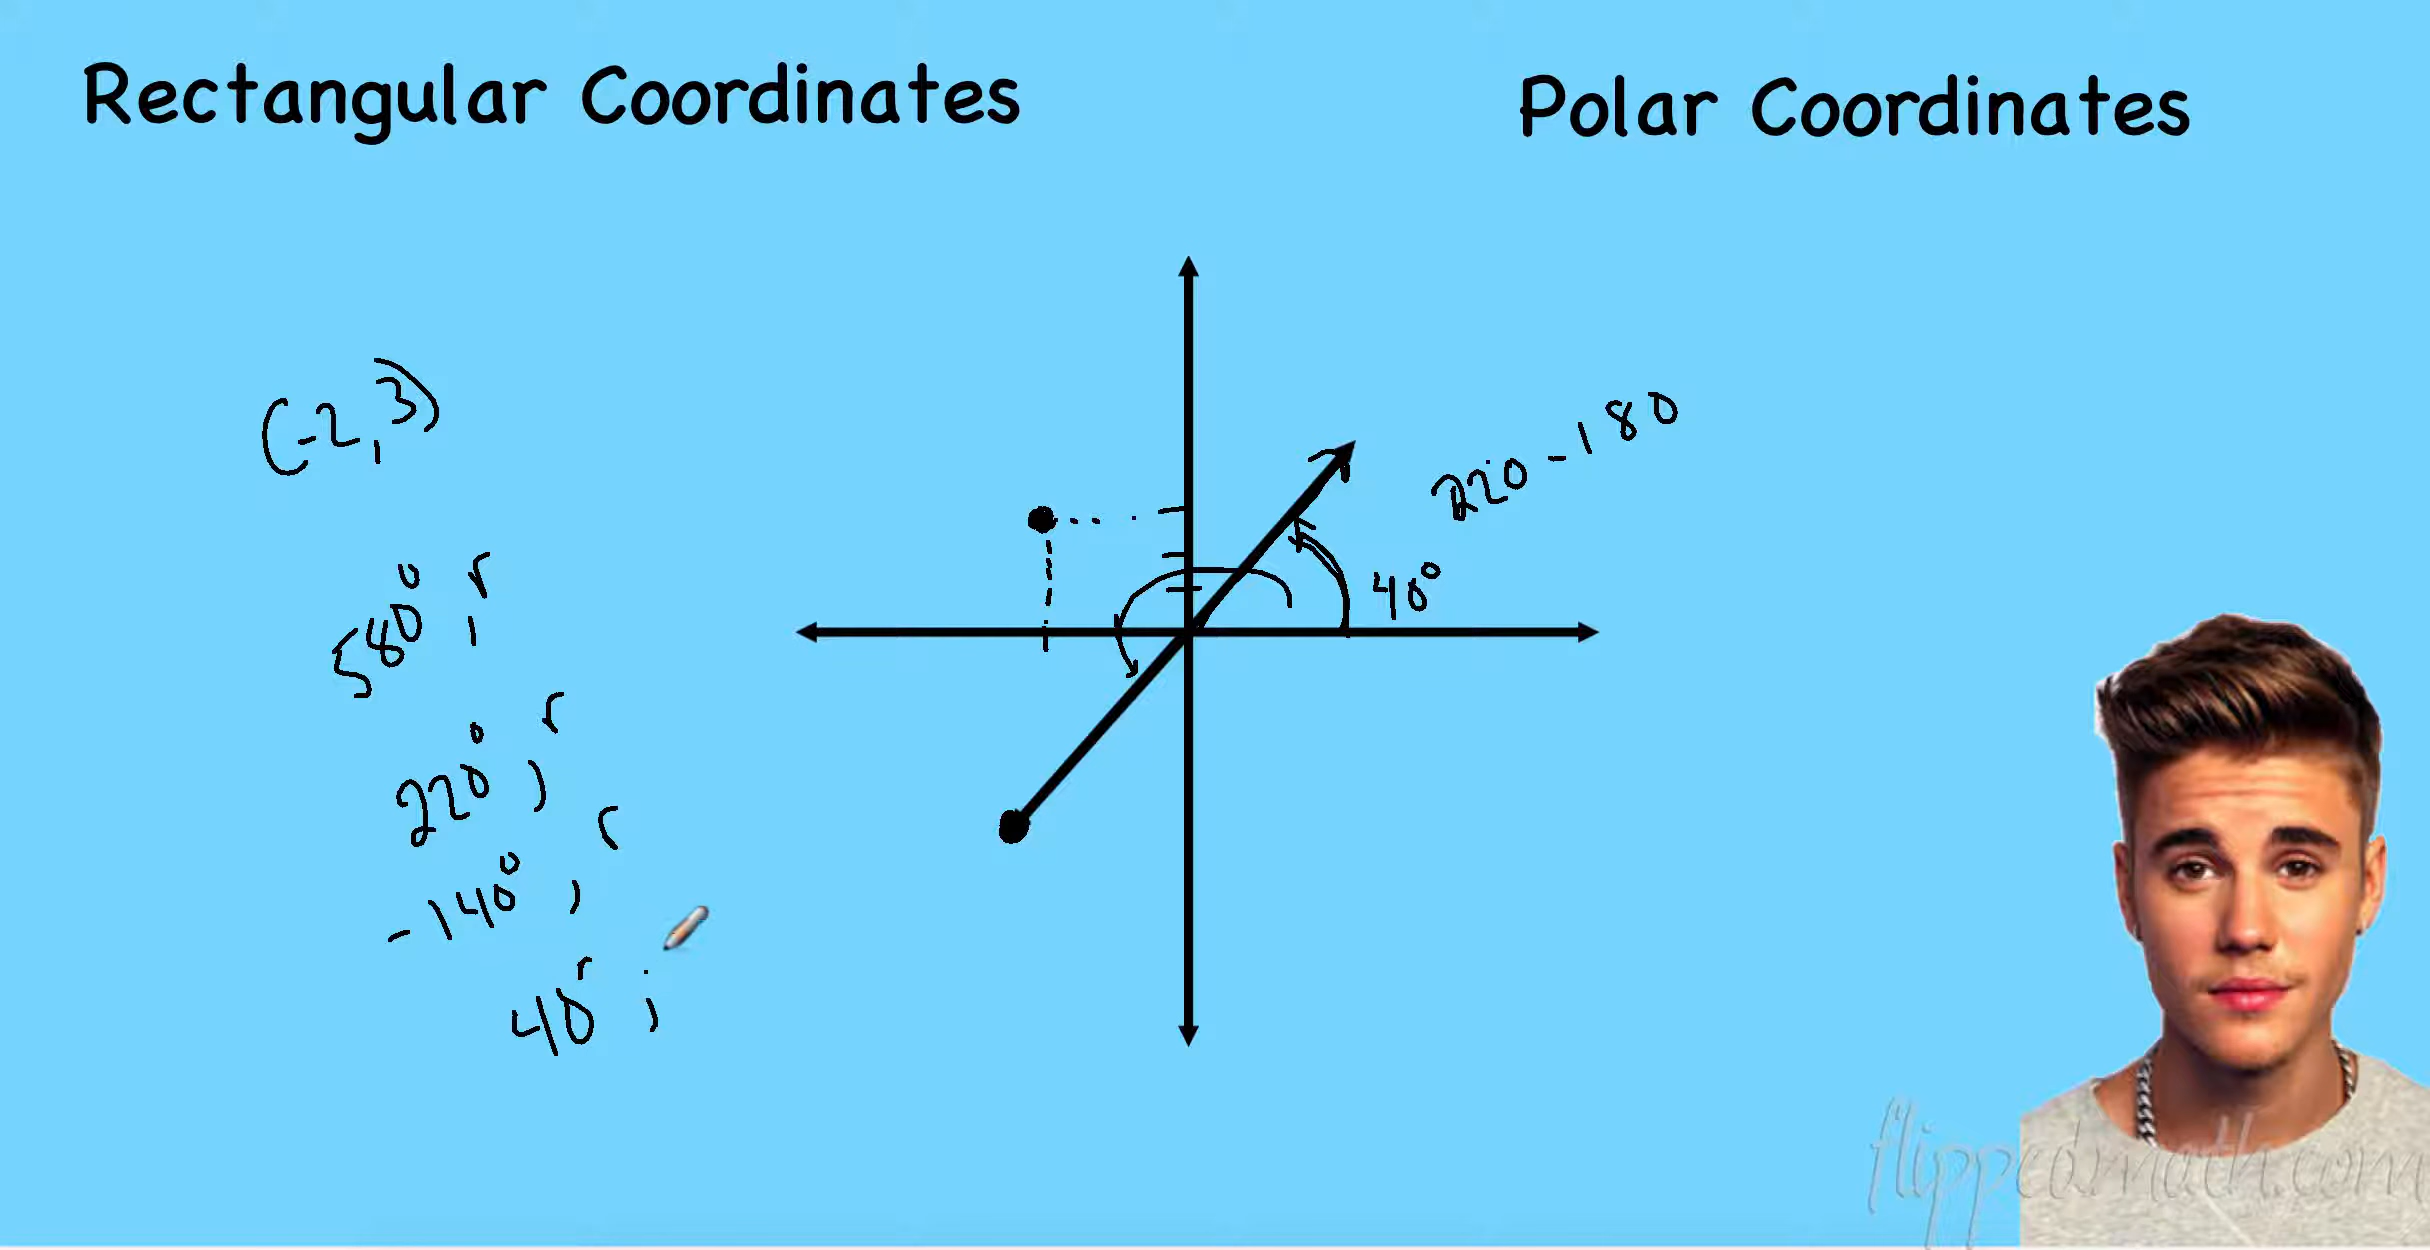 Rectangular Coordinates
Polar Coordinates
(-2,3)
220-180
580°, r
40°
220°, r
-140°, r
40°,
flippedmath.com